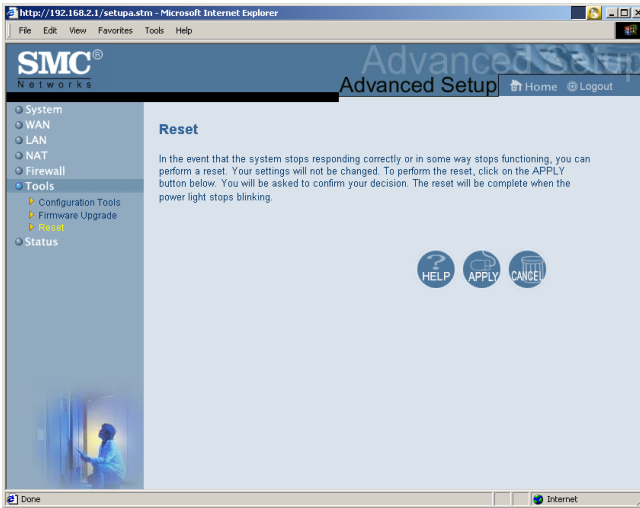 http://192.168.2.1/setupa.stm - Microsoft Internet Explorer
File Edit View Favorites Tools Help
SMC®
Networks
Advanced Setup
Advanced Setup
Home Logout
System
WAN
LAN
NAT
Firewall
Tools
Configuration Tools
Firmware Upgrade
Reset
Status
Reset
In the event that the system stops responding correctly or in some way stops functioning, you can
perform a reset. Your settings will not be changed. To perform the reset, click on the APPLY
button below. You will be asked to confirm your decision. The reset will be complete when the
power light stops blinking.
HELP APPLY CANCEL
Done Internet